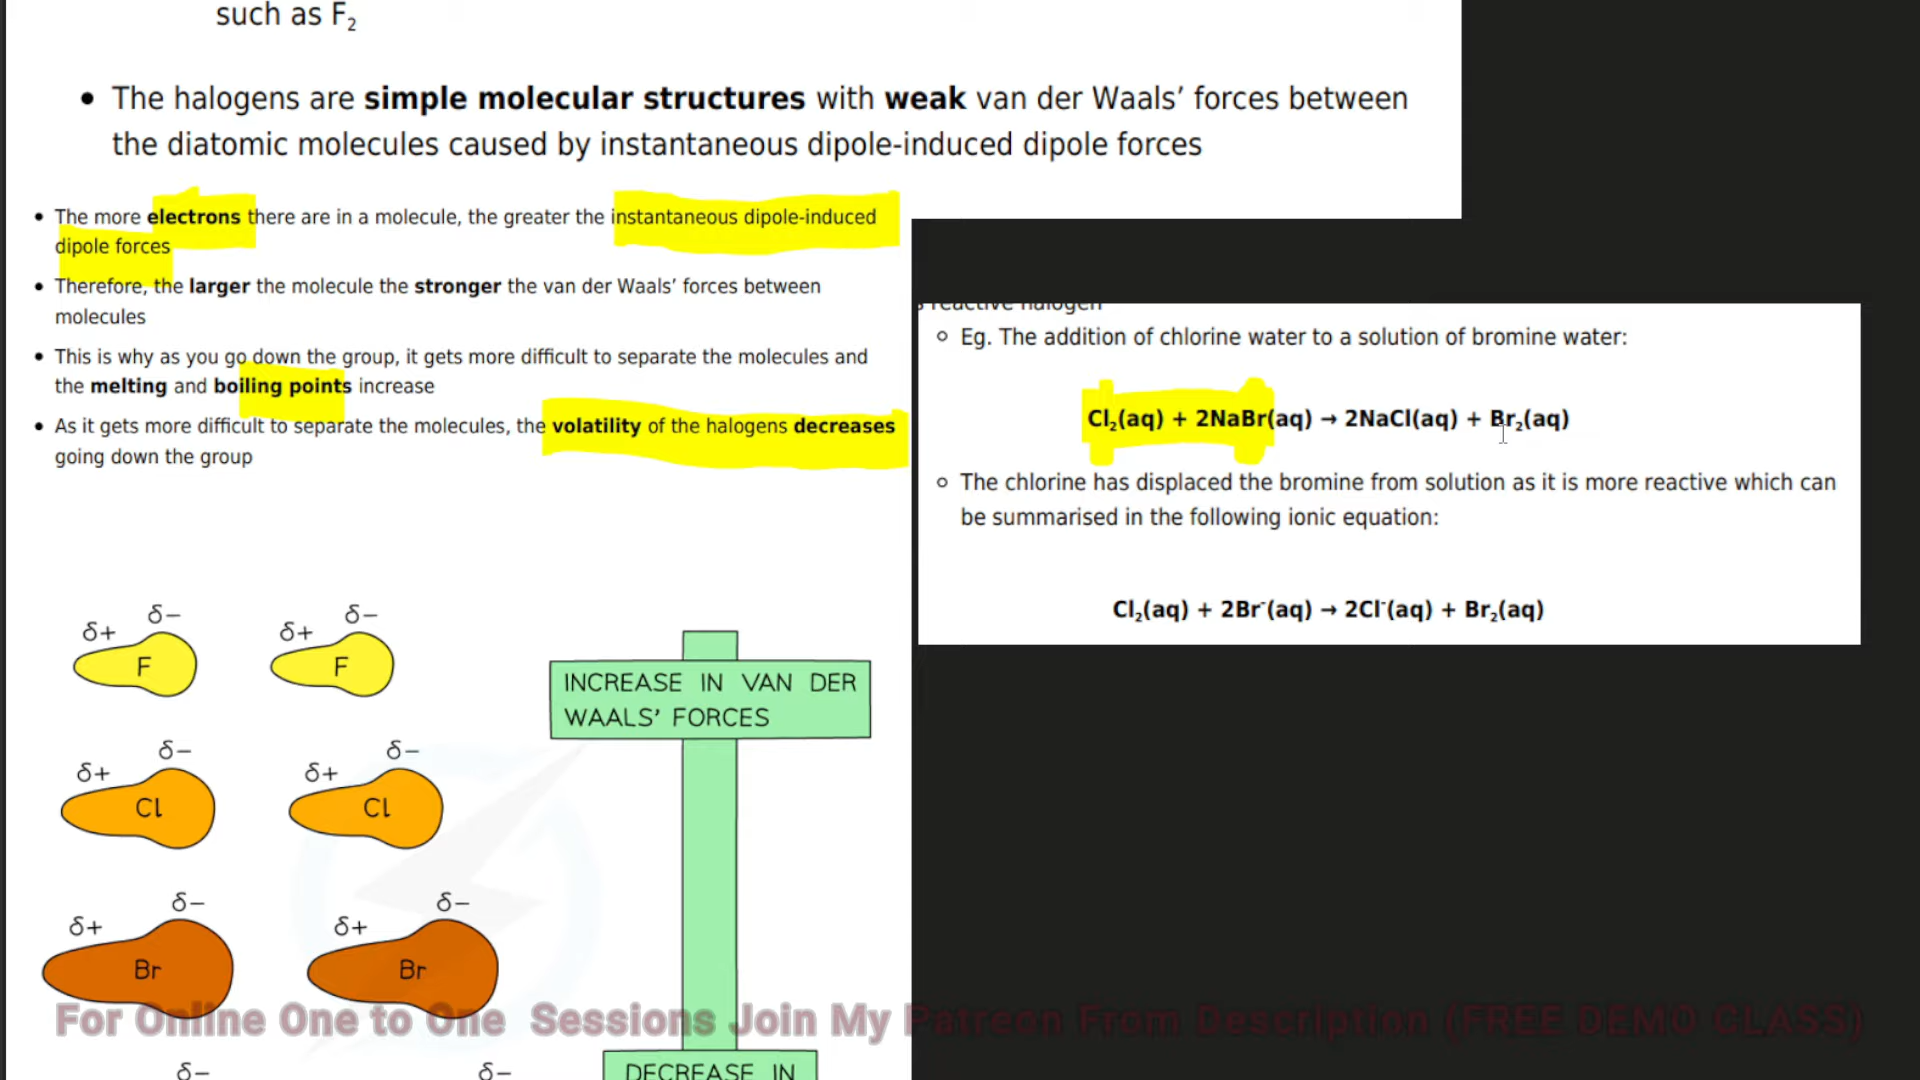 such as F₂
• The halogens are simple molecular structures with weak van der Waals’ forces between
the diatomic molecules caused by instantaneous dipole-induced dipole forces
• The more electrons there are in a molecule, the greater the instantaneous dipole-induced
dipole forces
• Therefore, the larger the molecule the stronger the van der Waals’ forces between
molecules
• This is why as you go down the group, it gets more difficult to separate the molecules and
the melting and boiling points increase
• As it gets more difficult to separate the molecules, the volatility of the halogens decreases
going down the group
reactive halogen
○ Eg. The addition of chlorine water to a solution of bromine water:
Cl₂(aq) + 2NaBr(aq) → 2NaCl(aq) + Br₂(aq)
○ The chlorine has displaced the bromine from solution as it is more reactive which can
be summarised in the following ionic equation:
Cl₂(aq) + 2Br⁻(aq) → 2Cl⁻(aq) + Br₂(aq)
δ− δ−
δ+ δ+
F F
INCREASE IN VAN DER
WAALS’ FORCES
δ− δ−
δ+ δ+
Cl Cl
δ− δ−
δ+ δ+
Br Br
For Online One to One Sessions Join My Patreon From Description (FREE DEMO CLASS)
δ− δ−
DECREASE IN